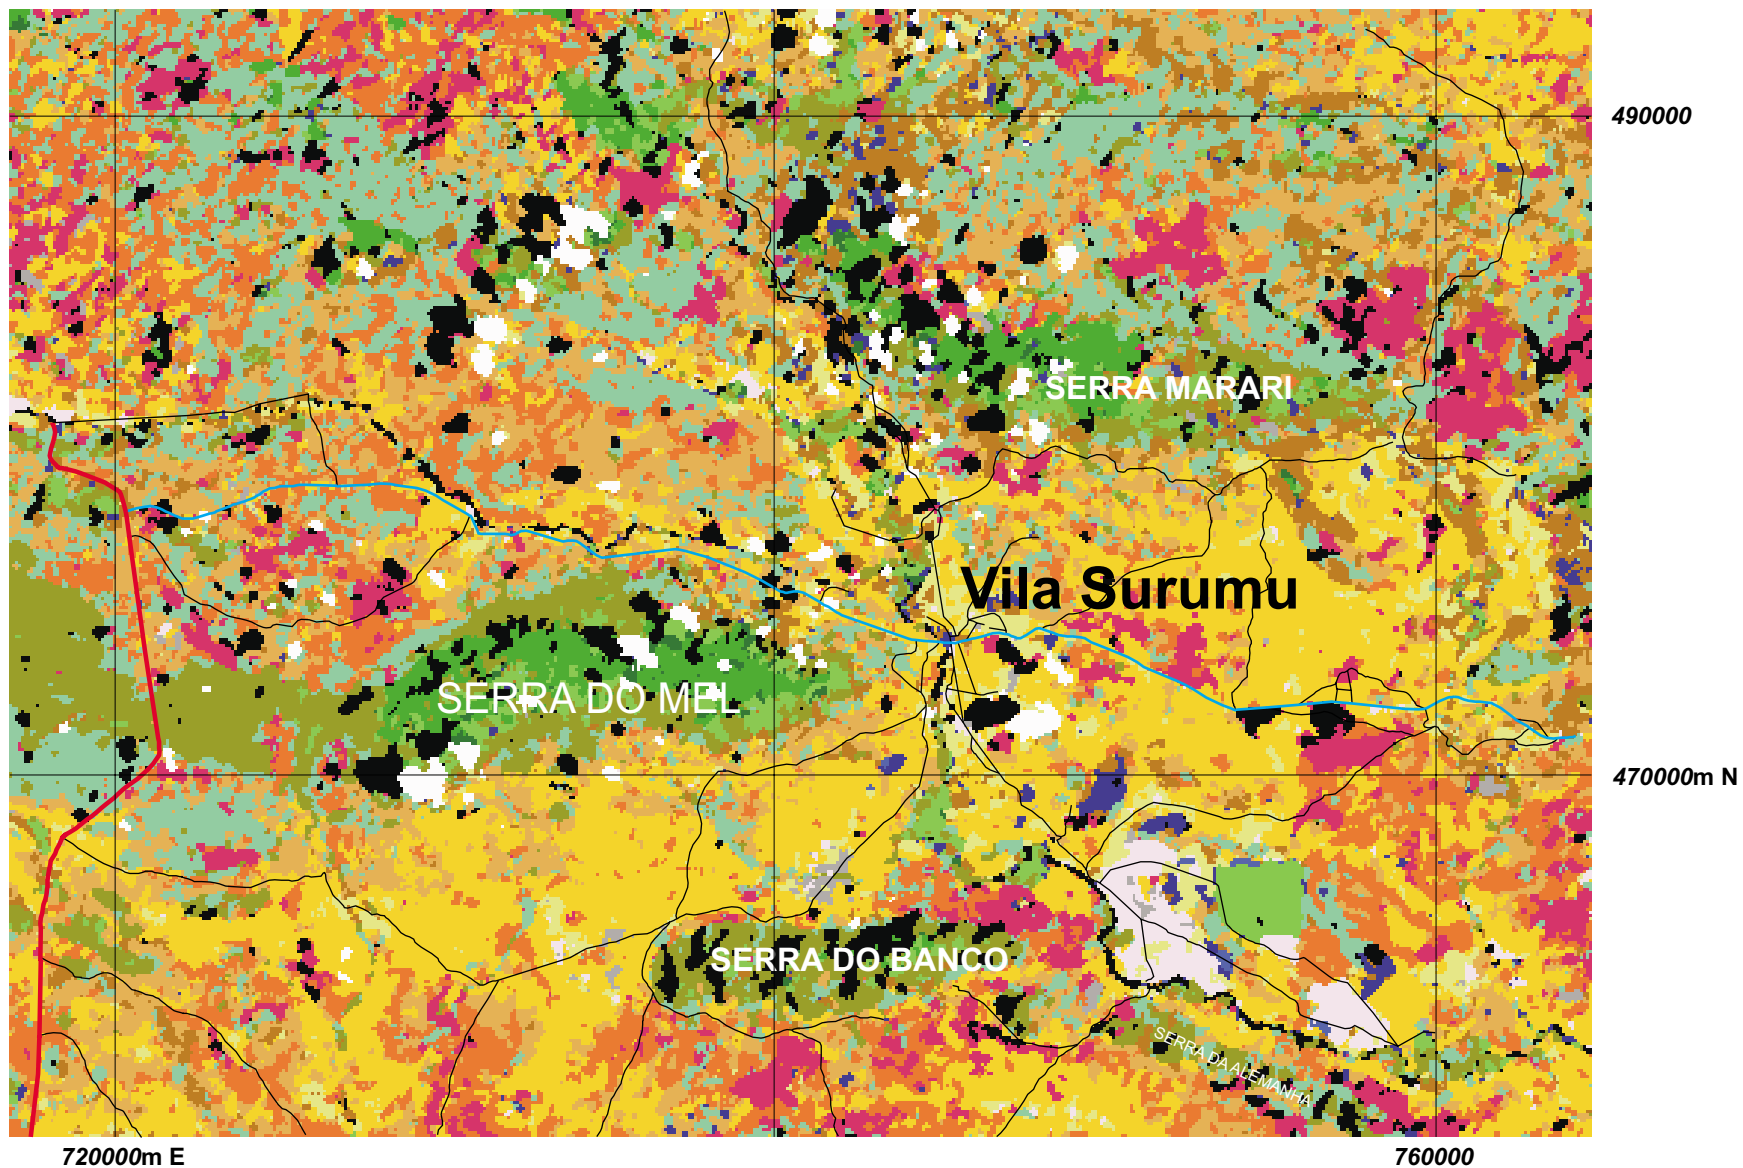 490000
SERRA MARARI
Vila Surumu
SERRA DO MEL
470000m N
SERRA DO BANCO
SERRA DA ALEMANHA
720000m E
760000